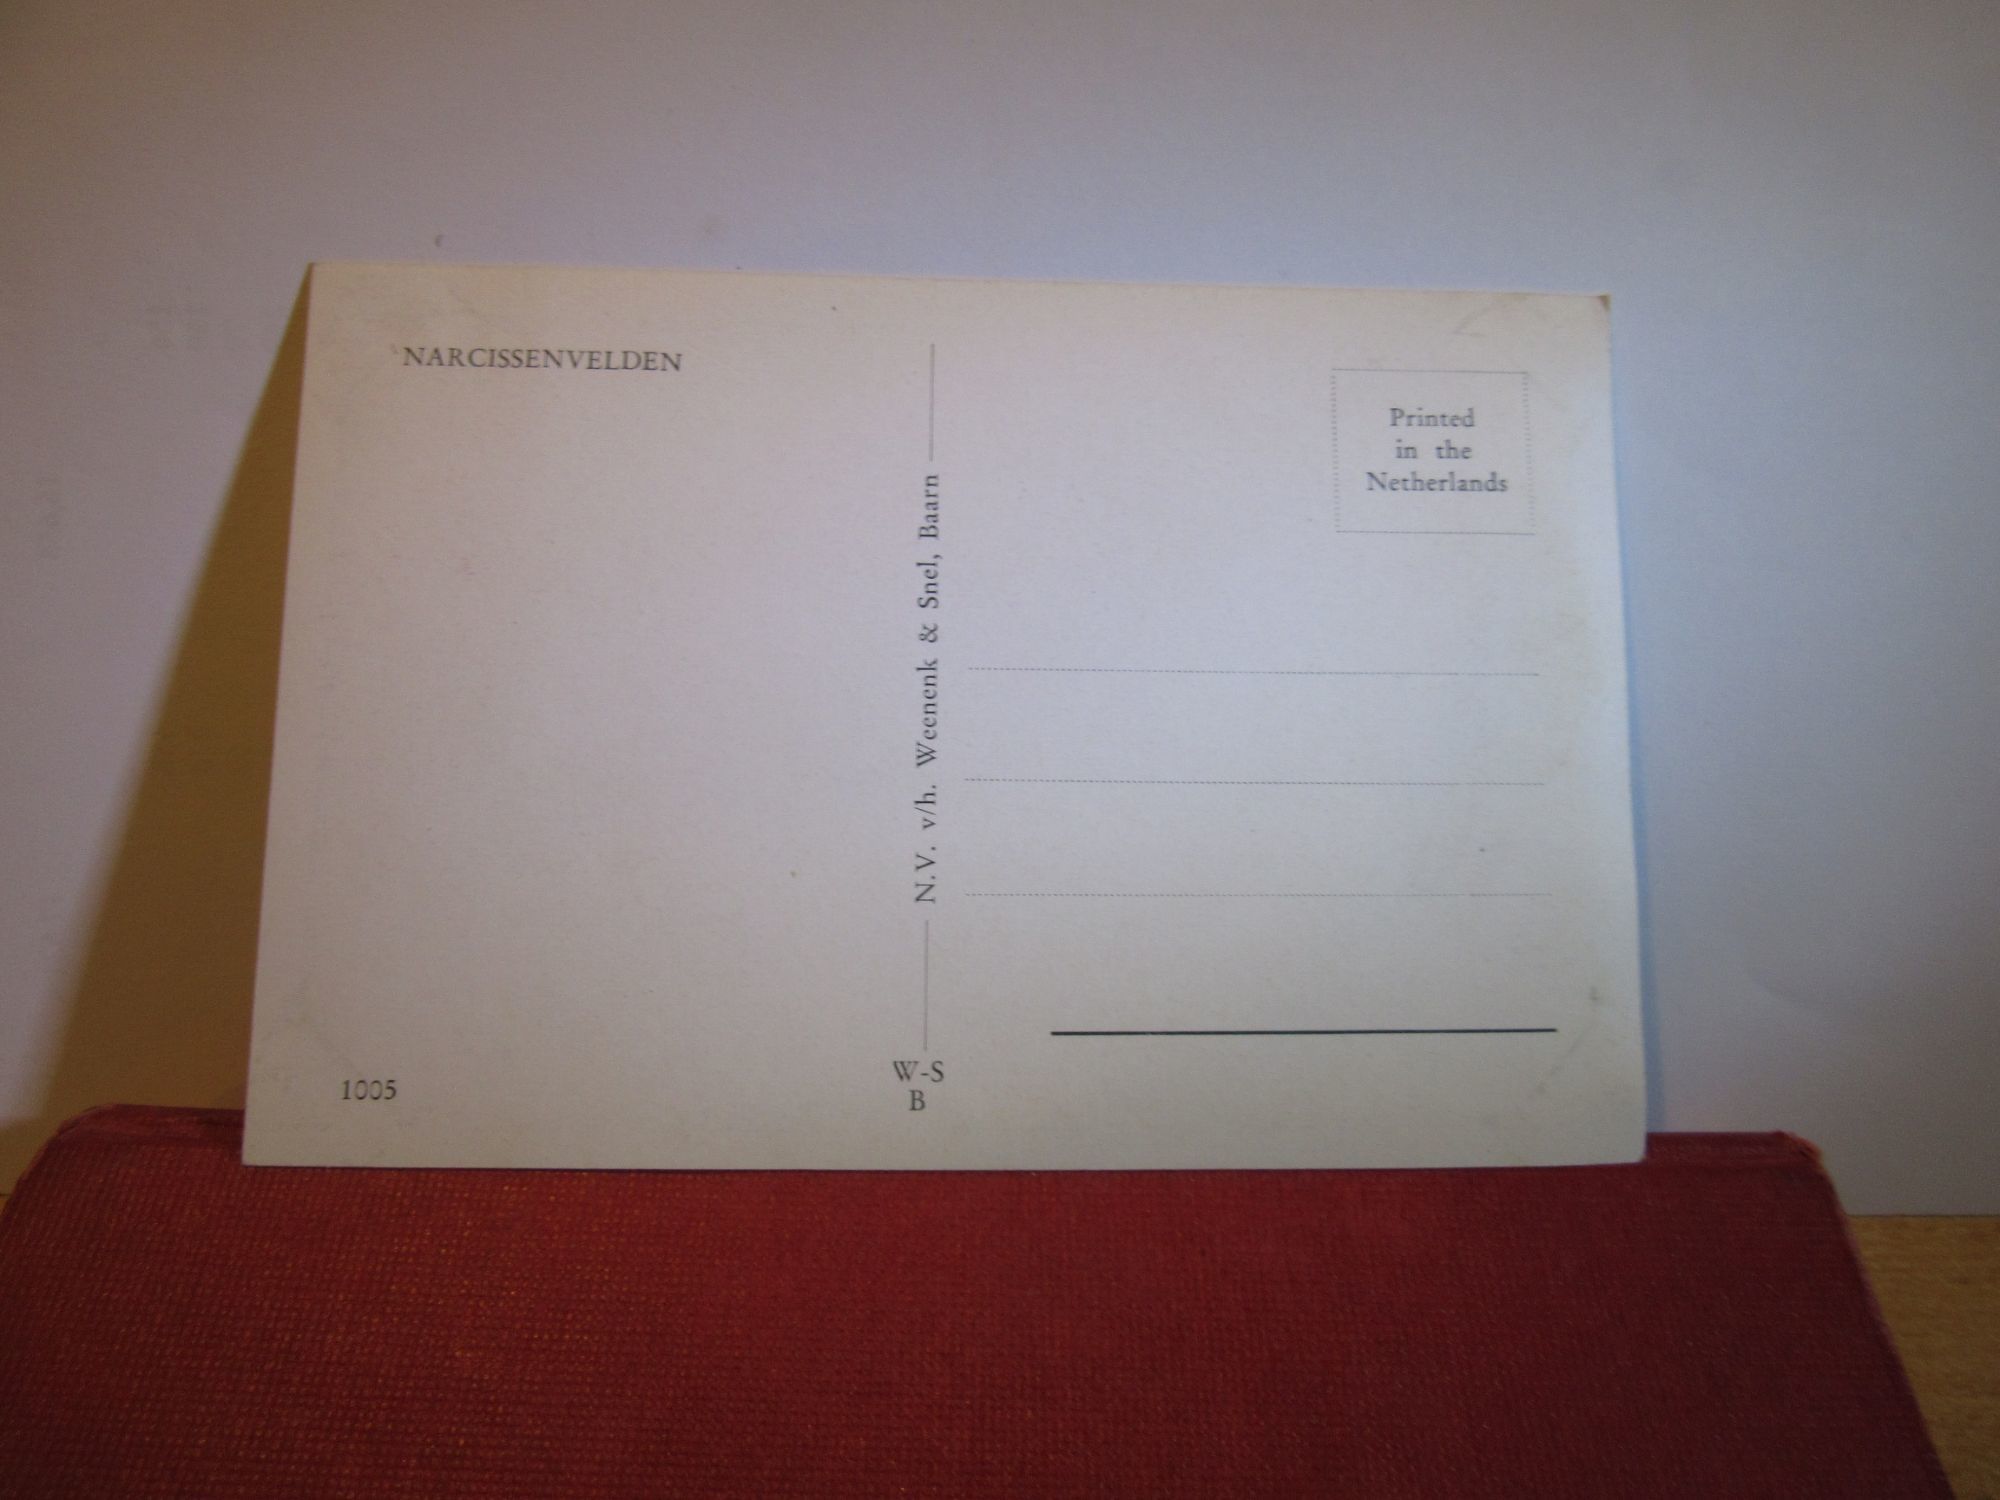 NARCISSENVELDEN
N.V. v/h. Weenenk & Snel, Baarn
Printed
in the
Netherlands
1005
W-S
B